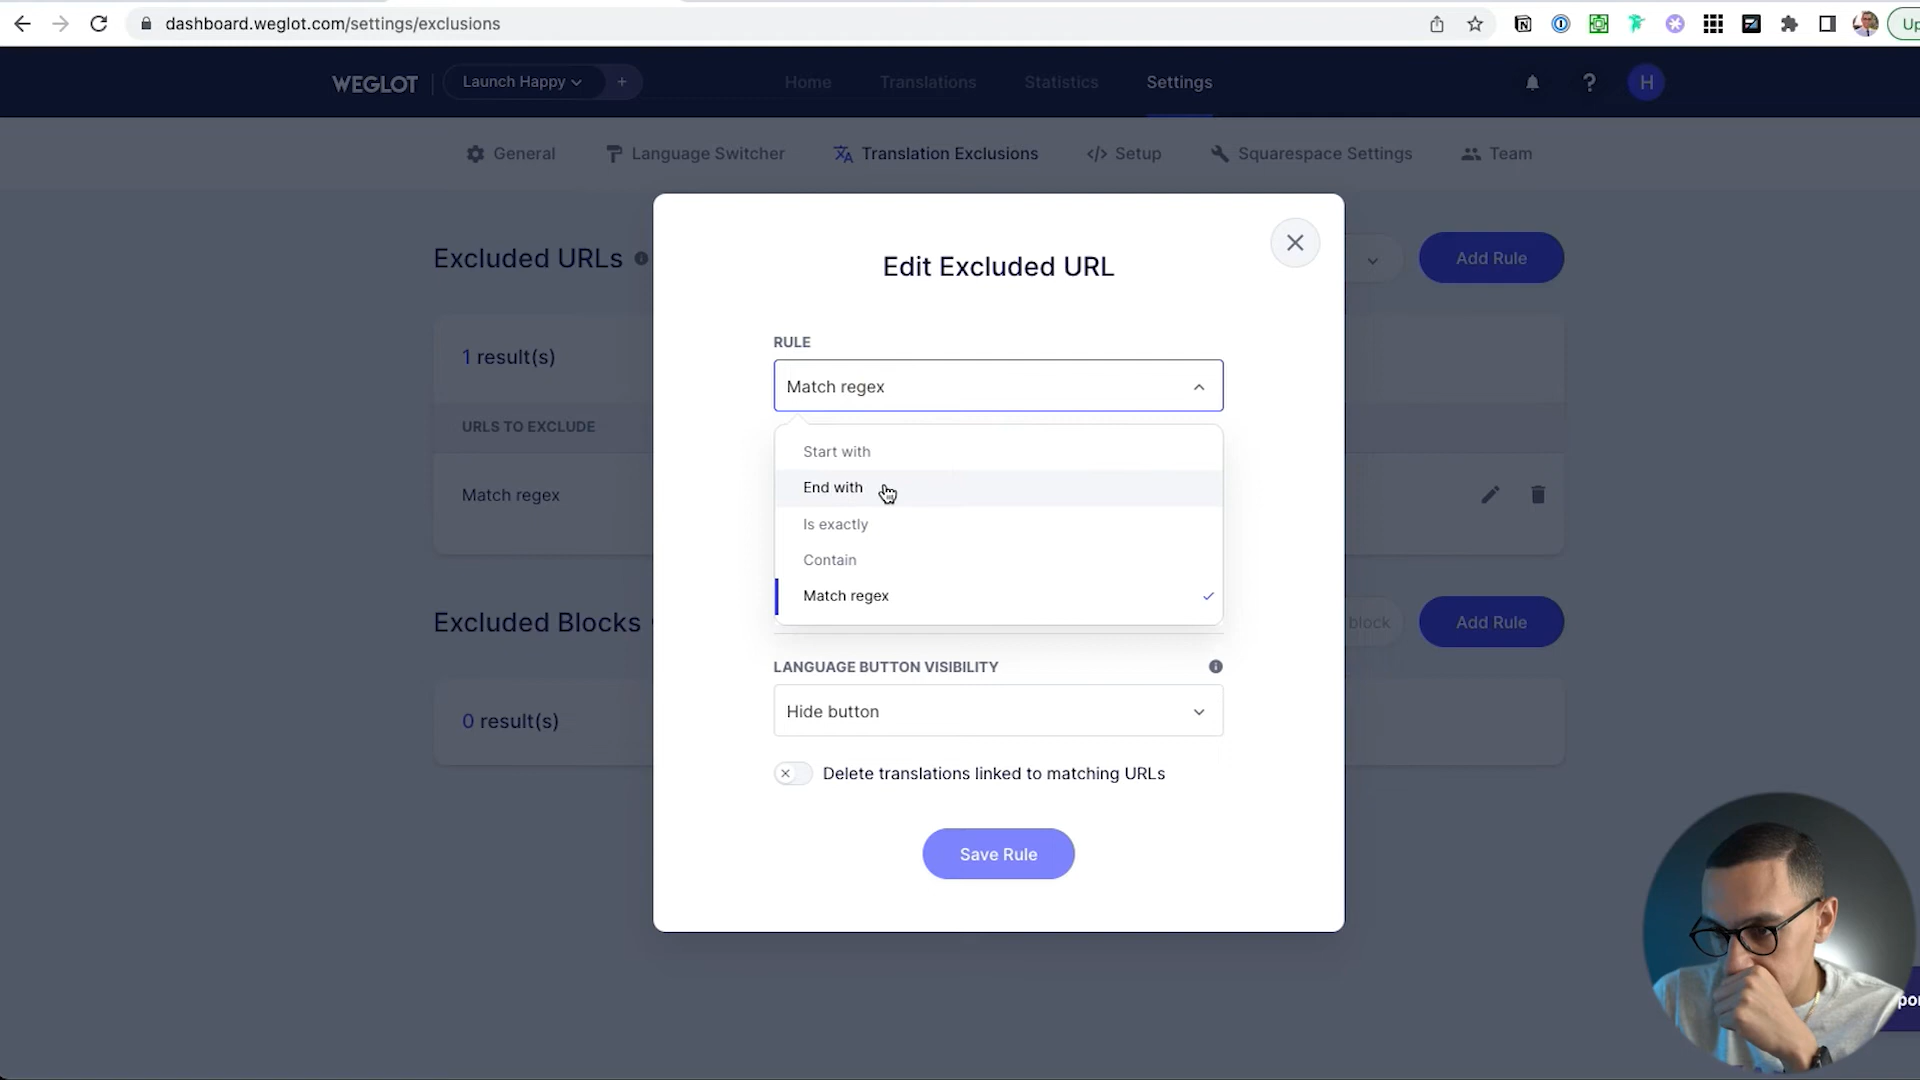 dashboard.weglot.com/settings/exclusions
Up
WEGLOT
Launch Happy
+
Home
Translations
Statistics
Settings
?
H
General
Language Switcher
Translation Exclusions
Setup
Squarespace Settings
Team
Excluded URLs
Add Rule
Edit Excluded URL
1 result(s)
RULE
Match regex
URLS TO EXCLUDE
Match regex
Start with
End with
Is exactly
Contain
Match regex
Excluded Blocks
block
Add Rule
LANGUAGE BUTTON VISIBILITY
0 result(s)
Hide button
Delete translations linked to matching URLs
Save Rule